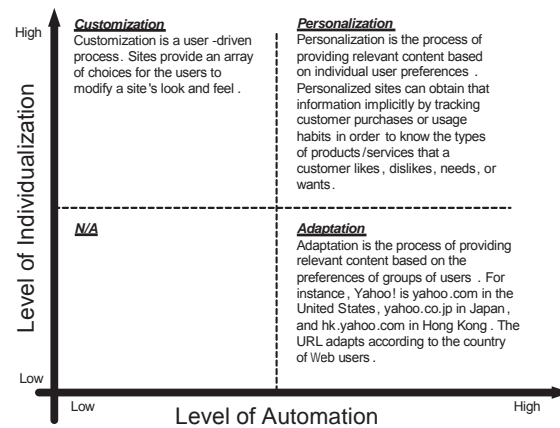 High
Customization
Customization is a user -driven
process. Sites provide an array
of choices for the users to
modify a site's look and feel .
Personalization
Personalization is the process of
providing relevant content based
on individual user preferences .
Personalized sites can obtain that
information implicitly by tracking
customer purchases or usage
habits in order to know the types
of products/services that a
customer likes, dislikes, needs, or
wants.
Level of Individualization
N/A
Adaptation
Adaptation is the process of providing
relevant content based on the
preferences of groups of users . For
instance, Yahoo! is yahoo.com in the
United States, yahoo.co.jp in Japan,
and hk.yahoo.com in Hong Kong. The
URL adapts according to the country
of Web users .
Low
Low
Level of Automation
High